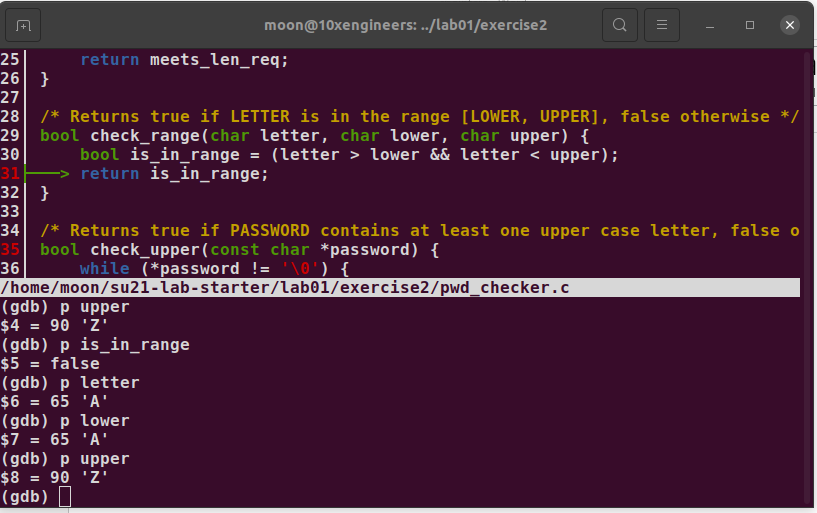 moon@10xengineers: ../lab01/exercise2
25 return meets_len_req;
26 }
27
28 /* Returns true if LETTER is in the range [LOWER, UPPER], false otherwise */
29 bool check_range(char letter, char lower, char upper) {
30 bool is_in_range = (letter > lower && letter < upper);
31 ───> return is_in_range;
32 }
33
34 /* Returns true if PASSWORD contains at least one upper case letter, false o
35 bool check_upper(const char *password) {
36 while (*password != '\0') {
/home/moon/su21-lab-starter/lab01/exercise2/pwd_checker.c
(gdb) p upper
$4 = 90 'Z'
(gdb) p is_in_range
$5 = false
(gdb) p letter
$6 = 65 'A'
(gdb) p lower
$7 = 65 'A'
(gdb) p upper
$8 = 90 'Z'
(gdb)